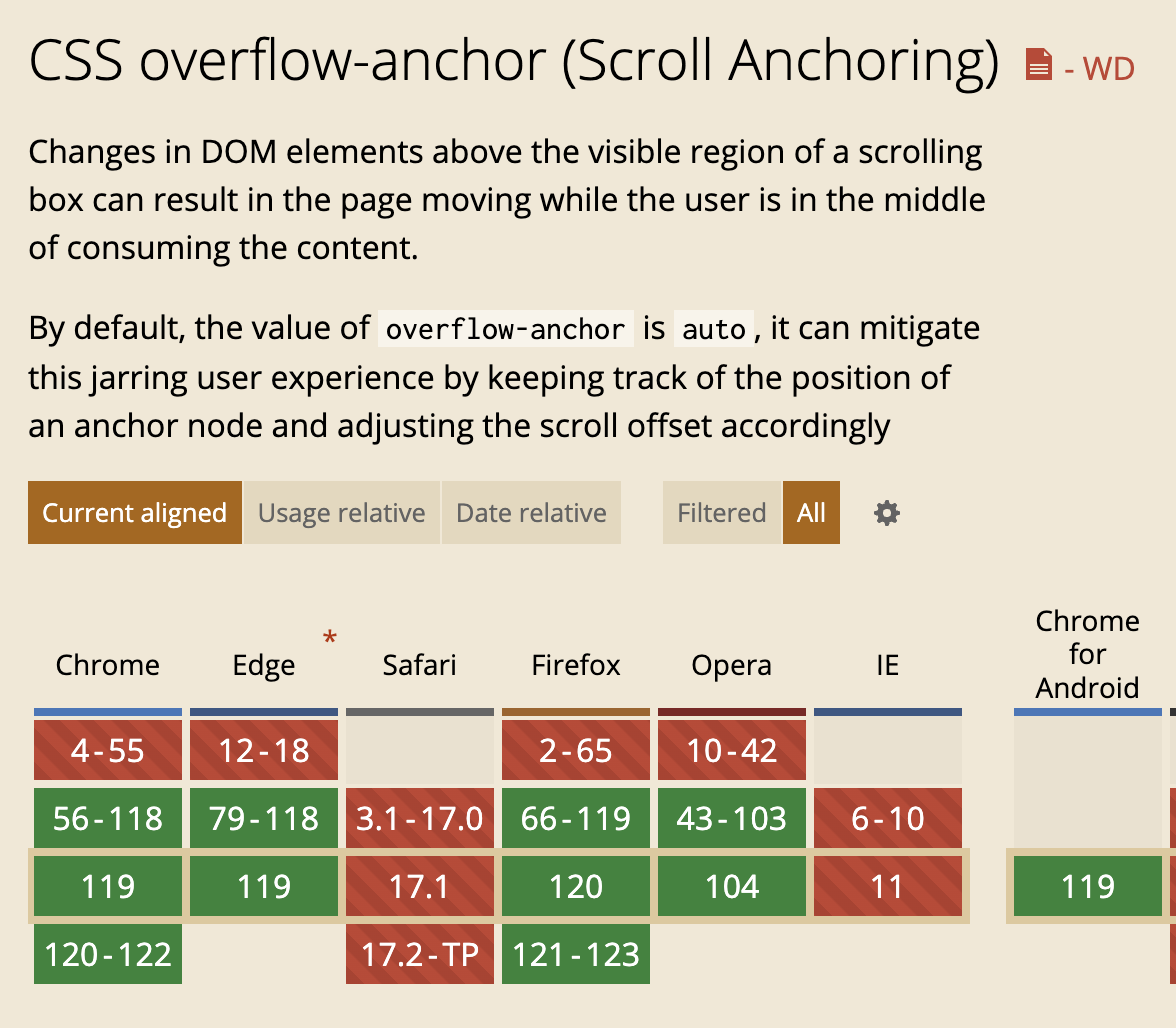 CSS overflow-anchor (Scroll Anchoring) - WD
Changes in DOM elements above the visible region of a scrolling
box can result in the page moving while the user is in the middle
of consuming the content.
By default, the value of overflow-anchor is auto, it can mitigate
this jarring user experience by keeping track of the position of
an anchor node and adjusting the scroll offset accordingly
Current aligned Usage relative Date relative Filtered All
Chrome Edge * Safari Firefox Opera IE Chrome
for
Android
4-55 12-18 2-65 10-42
56-118 79-118 3.1-17.0 66-119 43-103 6-10
119 119 17.1 120 104 11 119
120-122 17.2-TP 121-123